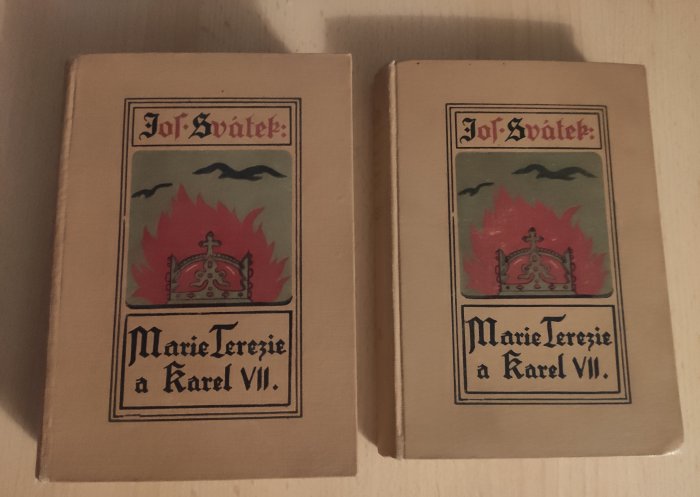 Jos. Svátek:
Marie Terezie
a Karel VII.
Jos. Svátek:
Marie Terezie
a Karel VII.